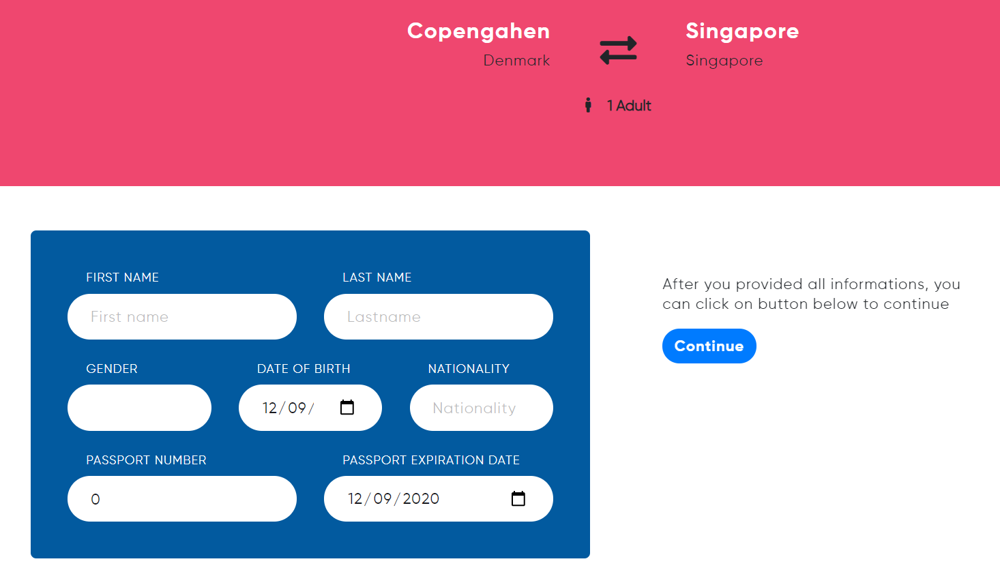 Copengahen
Singapore
Denmark
Singapore
1 Adult
FIRST NAME
LAST NAME
First name
Lastname
GENDER
DATE OF BIRTH
NATIONALITY
12/09/
Nationality
PASSPORT NUMBER
PASSPORT EXPIRATION DATE
0
12/09/2020
After you provided all informations, you
can click on button below to continue
Continue